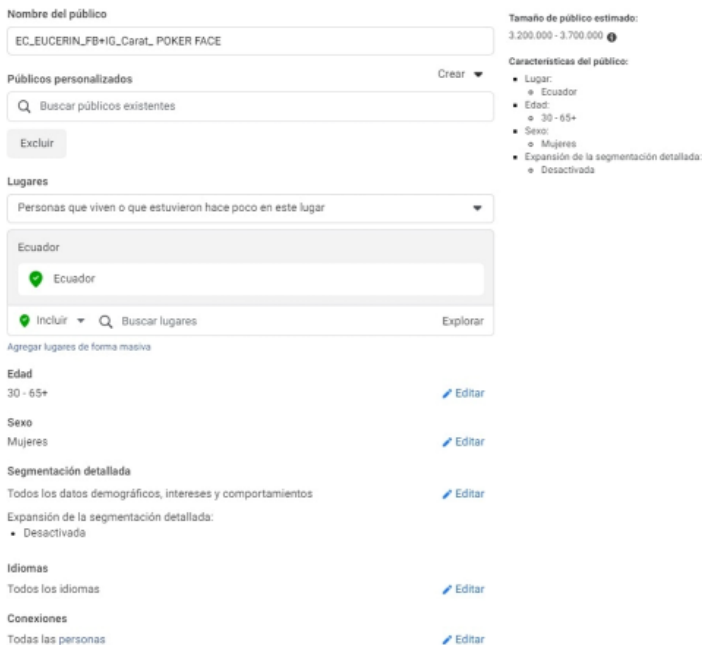 Nombre del público
EC_EUCERIN_FB+IG_Carat_ POKER FACE
Públicos personalizados
Crear
Buscar públicos existentes
Excluir
Lugares
Personas que viven o que estuvieron hace poco en este lugar
Ecuador
Ecuador
Incluir
Buscar lugares
Explorar
Agregar lugares de forma masiva
Edad
30 - 65+
Editar
Sexo
Mujeres
Editar
Segmentación detallada
Todos los datos demográficos, intereses y comportamientos
Editar
Expansión de la segmentación detallada:
Desactivada
Idiomas
Todos los idiomas
Editar
Conexiones
Todas las personas
Editar
Tamaño de público estimado:
3.200.000 - 3.700.000
Características del público:
Lugar:
Ecuador
Edad:
30 - 65+
Sexo:
Mujeres
Expansión de la segmentación detallada:
Desactivada